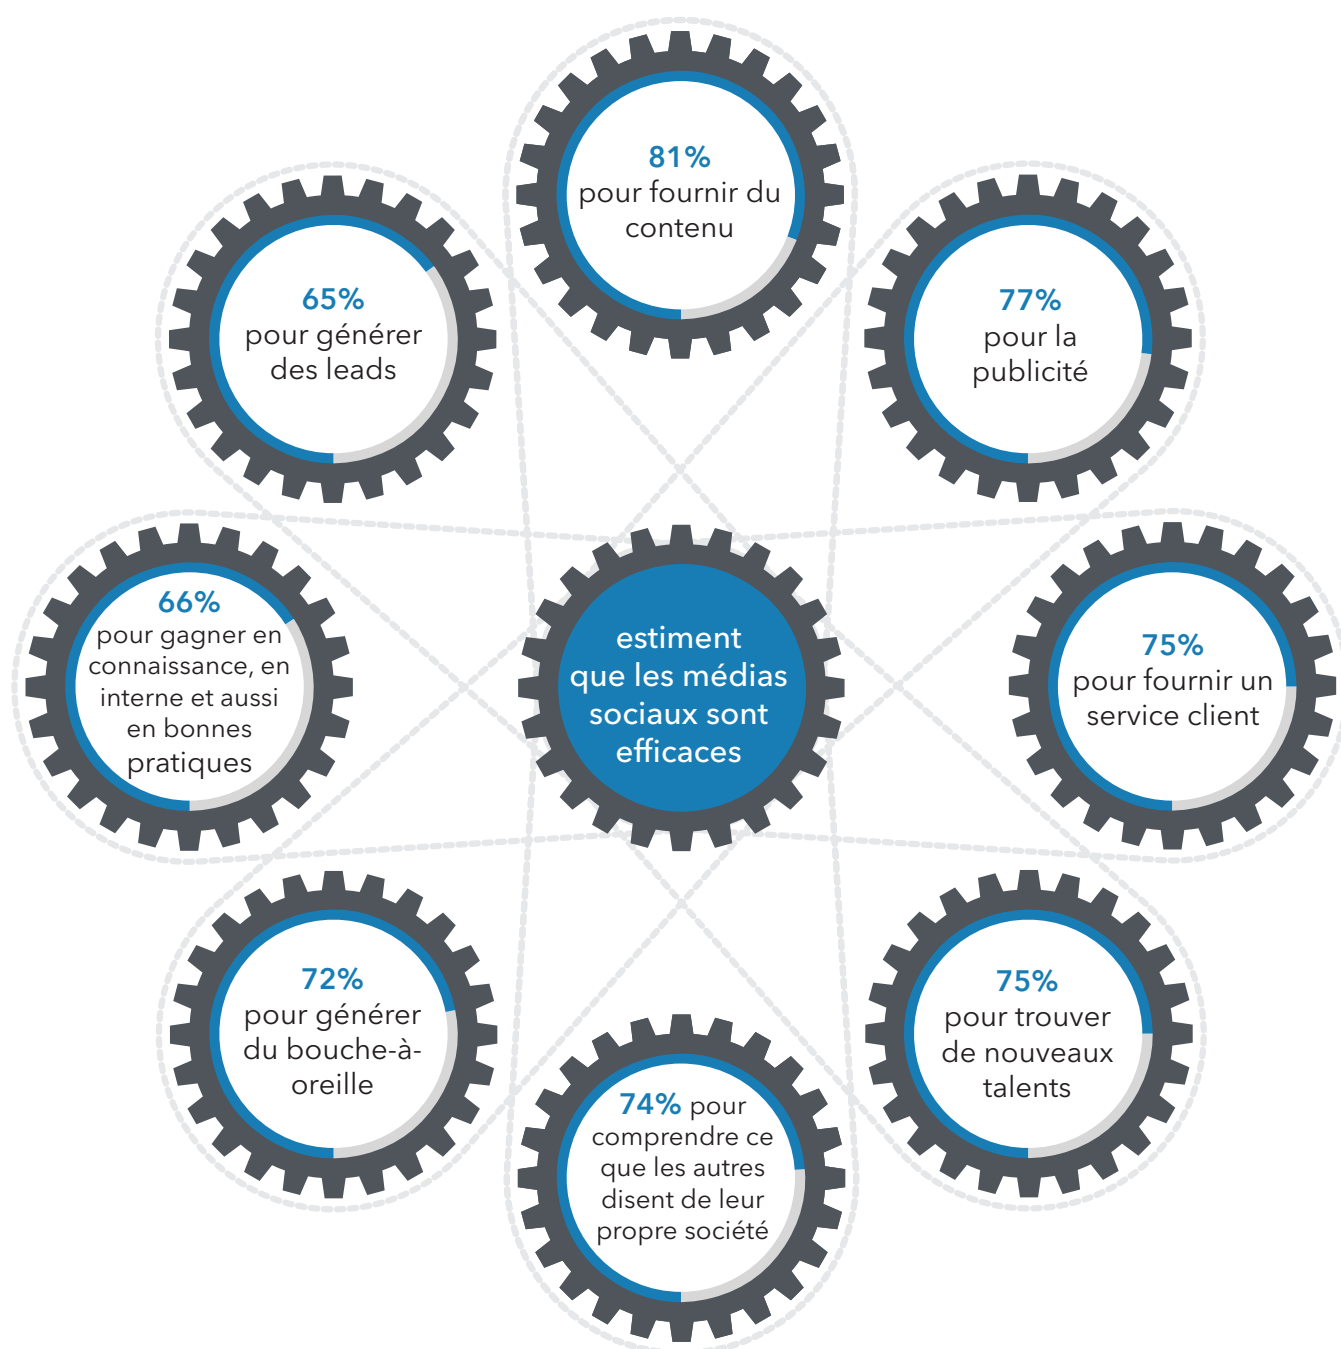 81%
pour fournir du
contenu
65%
pour générer
des leads
77%
pour la
publicité
66%
pour gagner en
connaissance, en
interne et aussi
en bonnes
pratiques
estiment
que les médias
sociaux sont
efficaces
75%
pour fournir un
service client
72%
pour générer
du bouche-à-
oreille
74% pour
comprendre ce
que les autres
disent de leur
propre société
75%
pour trouver
de nouveaux
talents